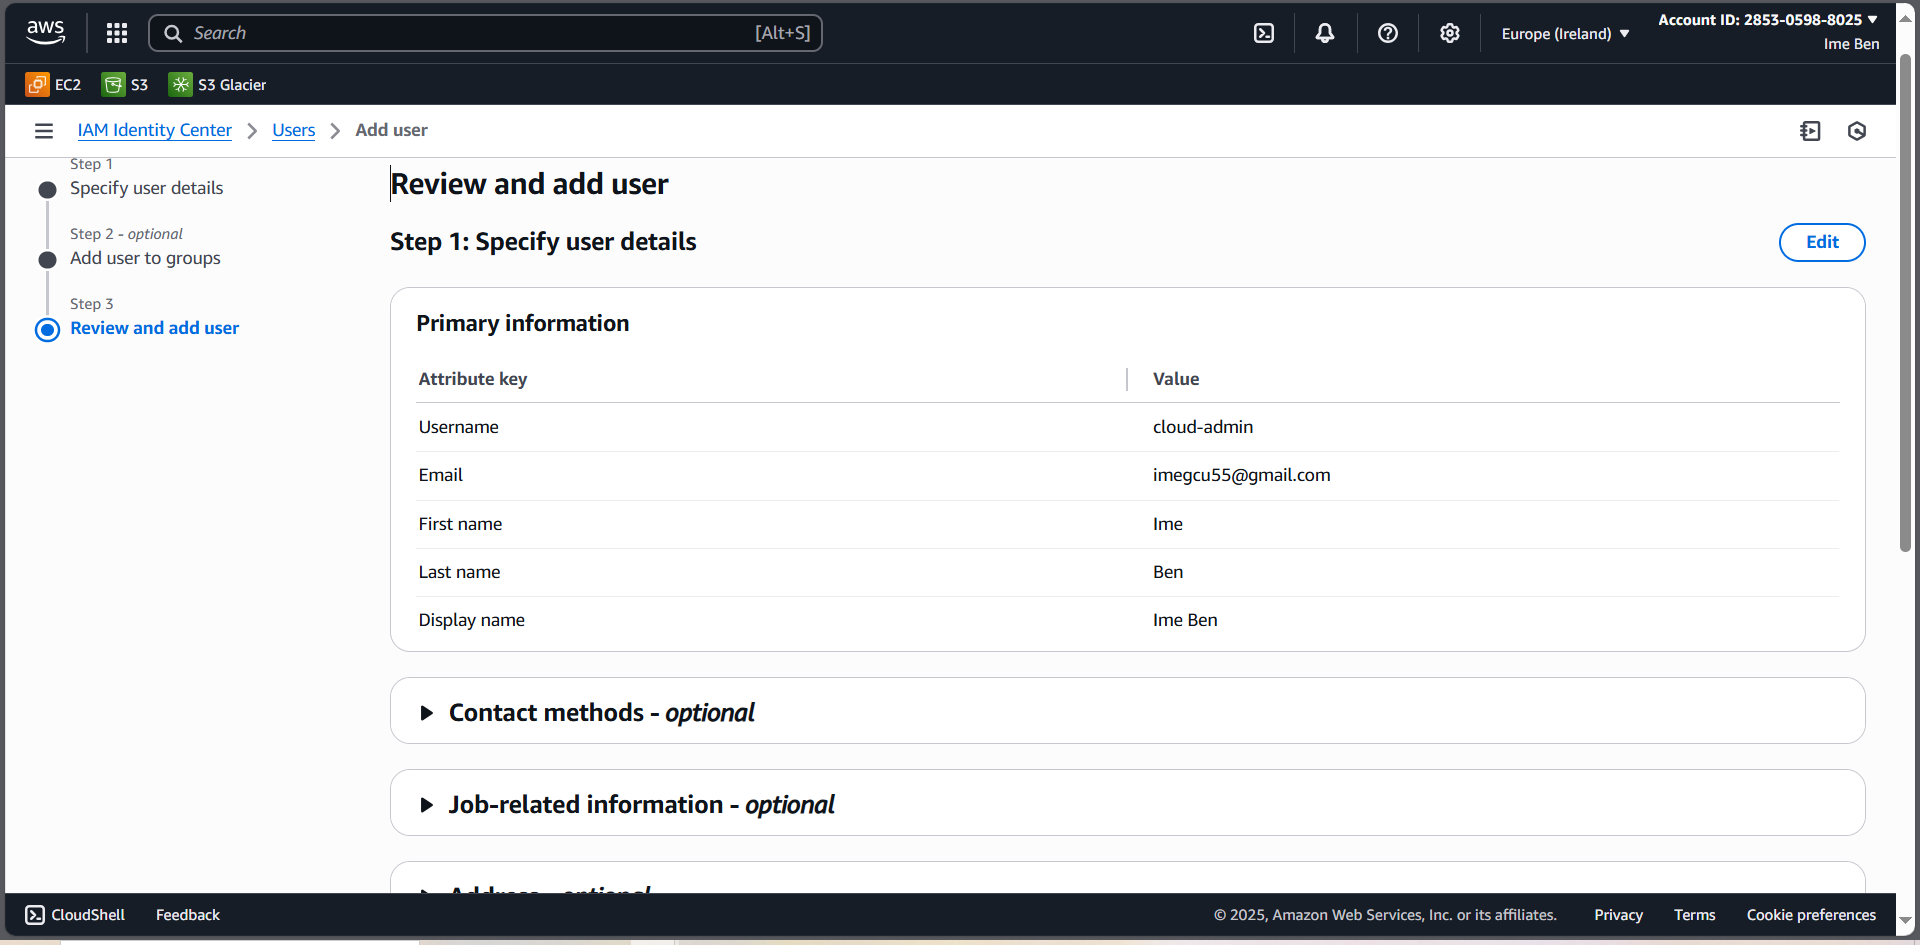 aws
Search
[Alt+S]
Europe (Ireland)
Account ID: 2853-0598-8025
Ime Ben
EC2
S3
S3 Glacier
IAM Identity Center
Users
Add user
Step 1
Specify user details
Step 2 - optional
Add user to groups
Step 3
Review and add user
Review and add user
Step 1: Specify user details
Edit
Primary information
Attribute key
Value
Username
cloud-admin
Email
imegcu55@gmail.com
First name
Ime
Last name
Ben
Display name
Ime Ben
Contact methods - optional
Job-related information - optional
Address - optional
CloudShell
Feedback
© 2025, Amazon Web Services, Inc. or its affiliates.
Privacy
Terms
Cookie preferences